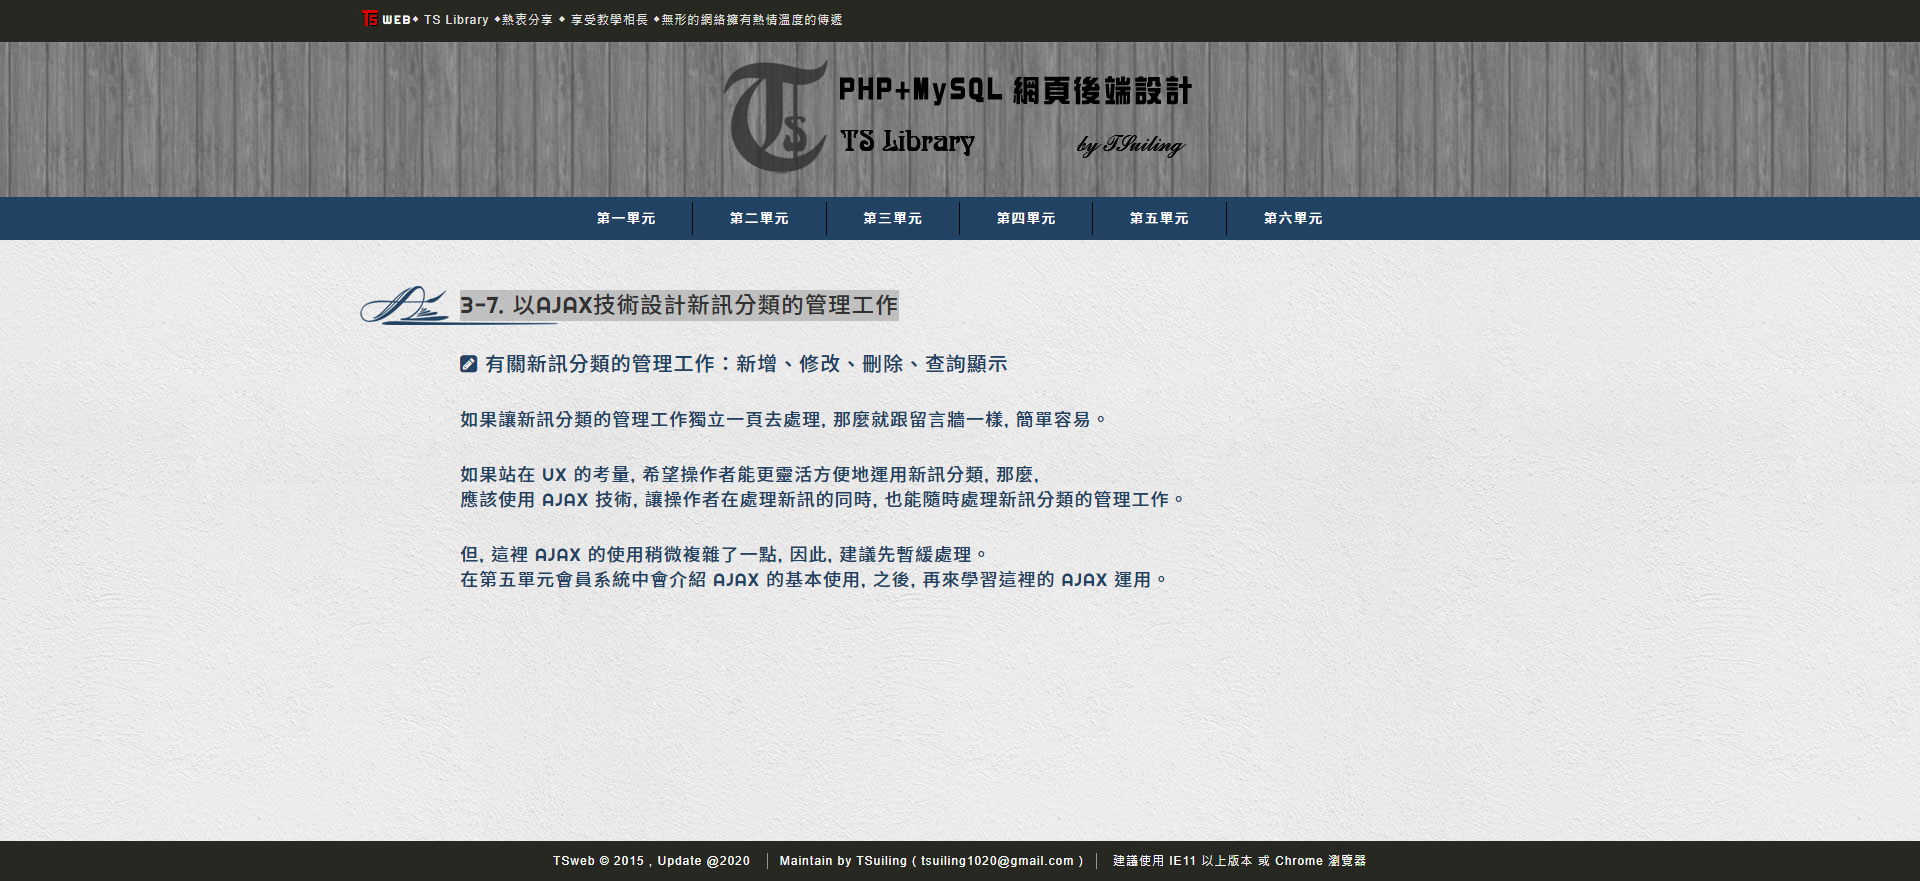 TS WEB◆ TS Library ◆熱衷分享 ◆ 享受教學相長 ◆無形的網絡擁有熱情溫度的傳遞
Ts
PHP+MySQL 網頁後端設計
TS Library
by TSuiling
第一單元
第二單元
第三單元
第四單元
第五單元
第六單元
3-7. 以AJAX技術設計新訊分類的管理工作
有關新訊分類的管理工作：新增、修改、刪除、查詢顯示
如果讓新訊分類的管理工作獨立一頁去處理, 那麼就跟留言牆一樣, 簡單容易。
如果站在 UX 的考量, 希望操作者能更靈活方便地運用新訊分類, 那麼,
應該使用 AJAX 技術, 讓操作者在處理新訊的同時, 也能隨時處理新訊分類的管理工作。
但, 這裡 AJAX 的使用稍微複雜了一點, 因此, 建議先暫緩處理。
在第五單元會員系統中會介紹 AJAX 的基本使用, 之後, 再來學習這裡的 AJAX 運用。
TSweb © 2015 , Update @2020
Maintain by TSuiling ( tsuiling1020@gmail.com )
建議使用 IE11 以上版本 或 Chrome 瀏覽器